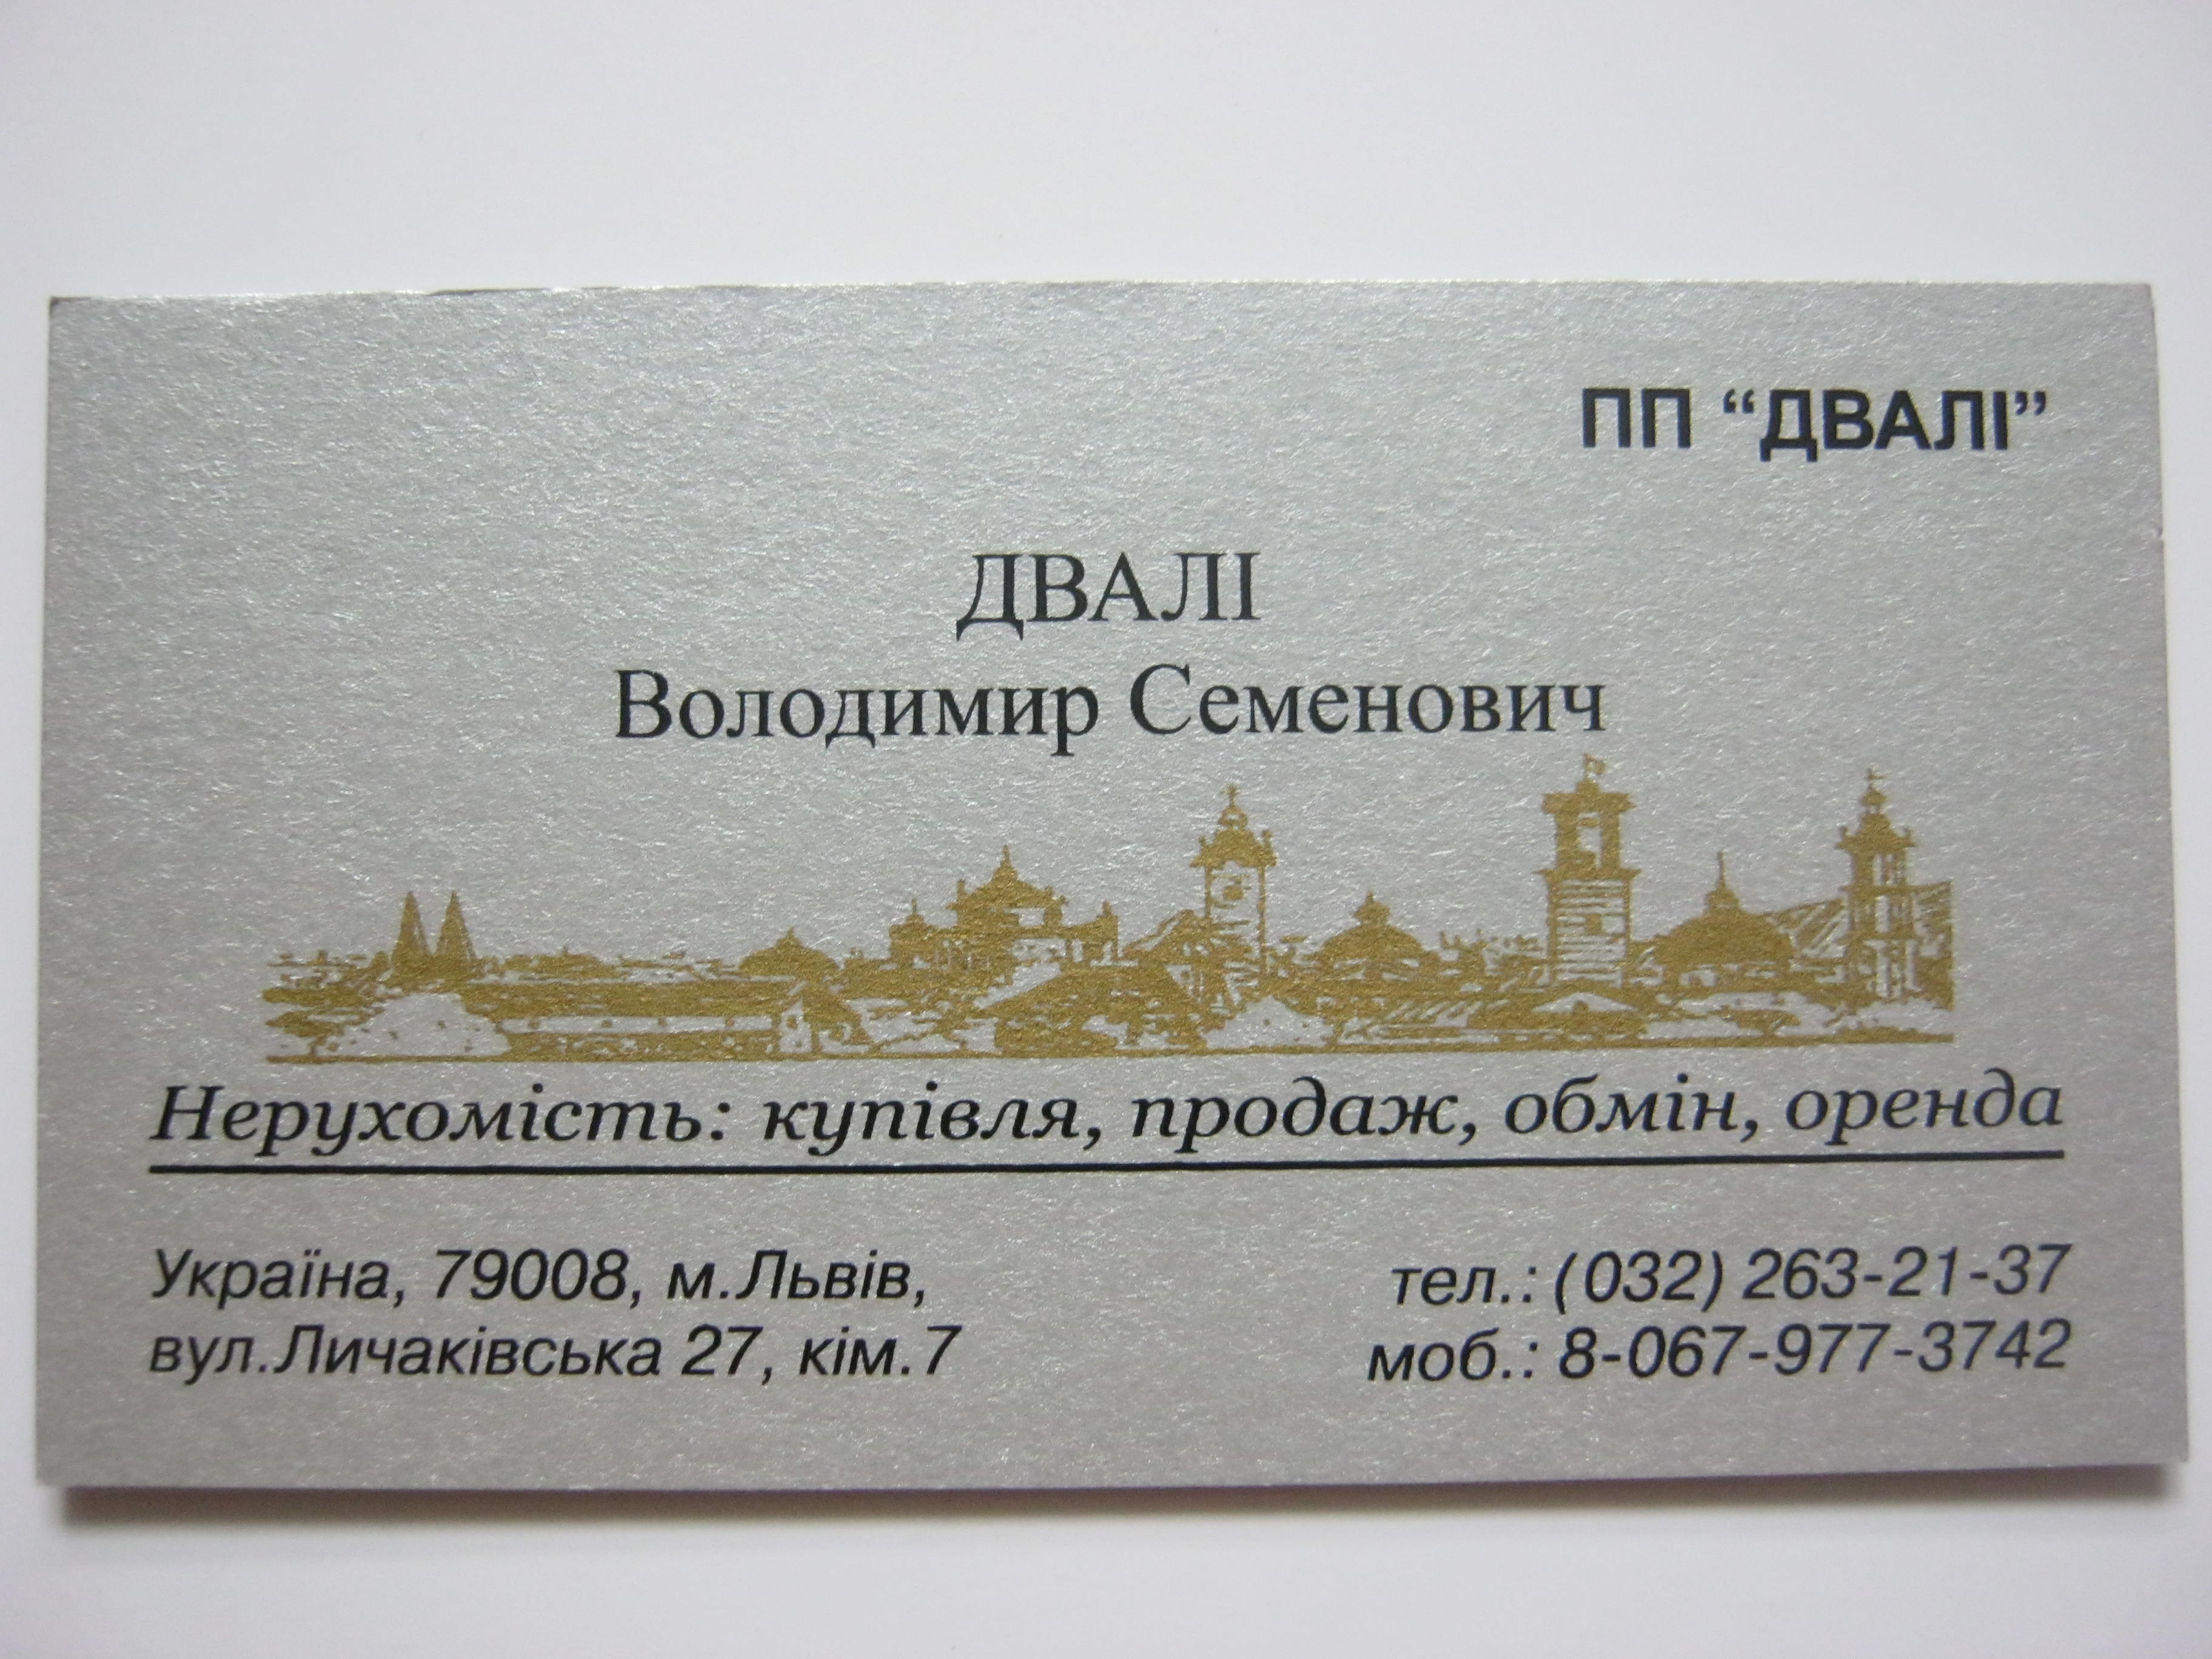 ПП “ДВАЛІ”
ДВАЛІ
Володимир Семенович
Нерухомість: купівля, продаж, обмін, оренда
Україна, 79008, м.Львів,
вул.Личаківська 27, кім.7
тел.: (032) 263-21-37
моб.: 8-067-977-3742